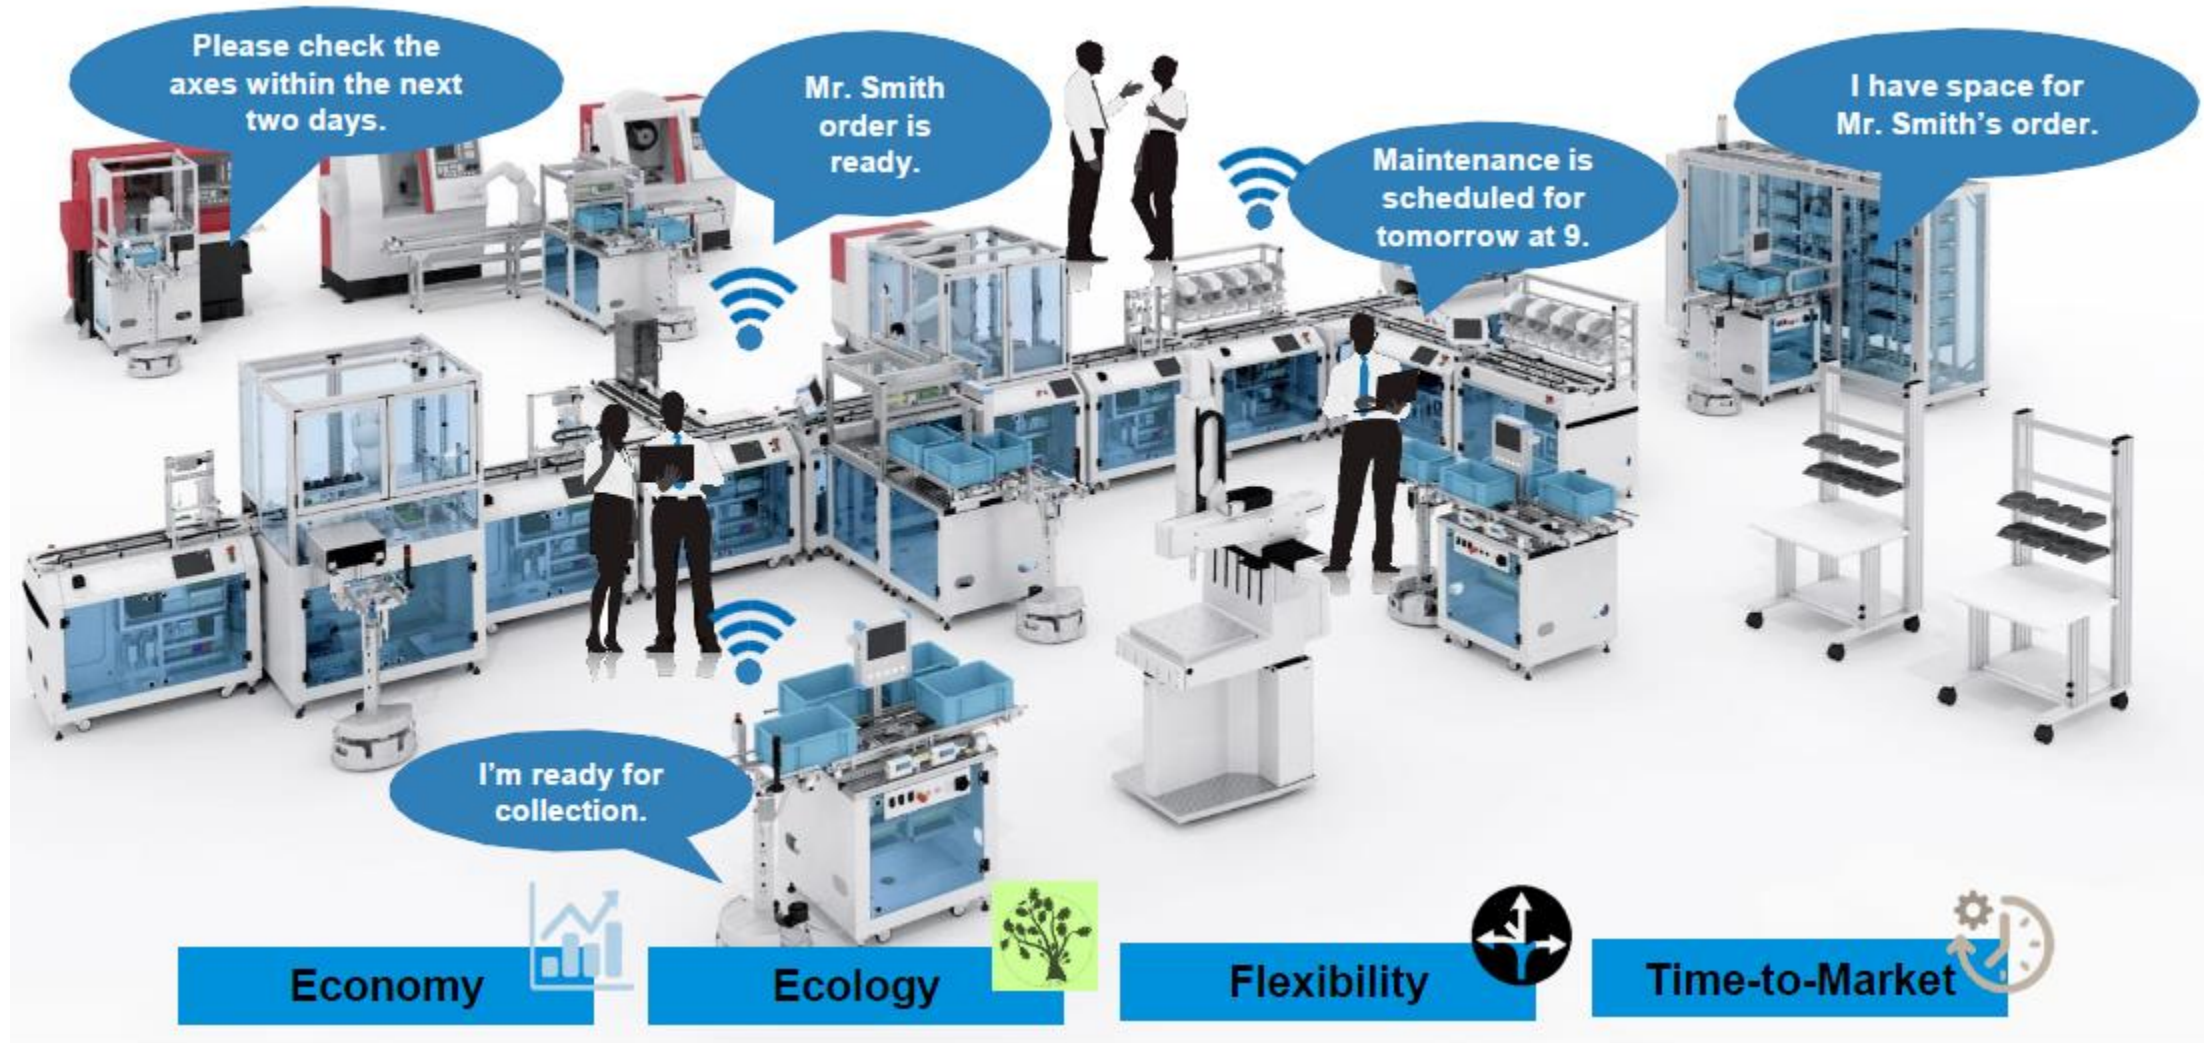 Please check the
axes within the next
two days.
Mr. Smith
order is
ready.
Maintenance is
scheduled for
tomorrow at 9.
I have space for
Mr. Smith's order.
I'm ready for
collection.
Economy
Ecology
Flexibility
Time-to-Market